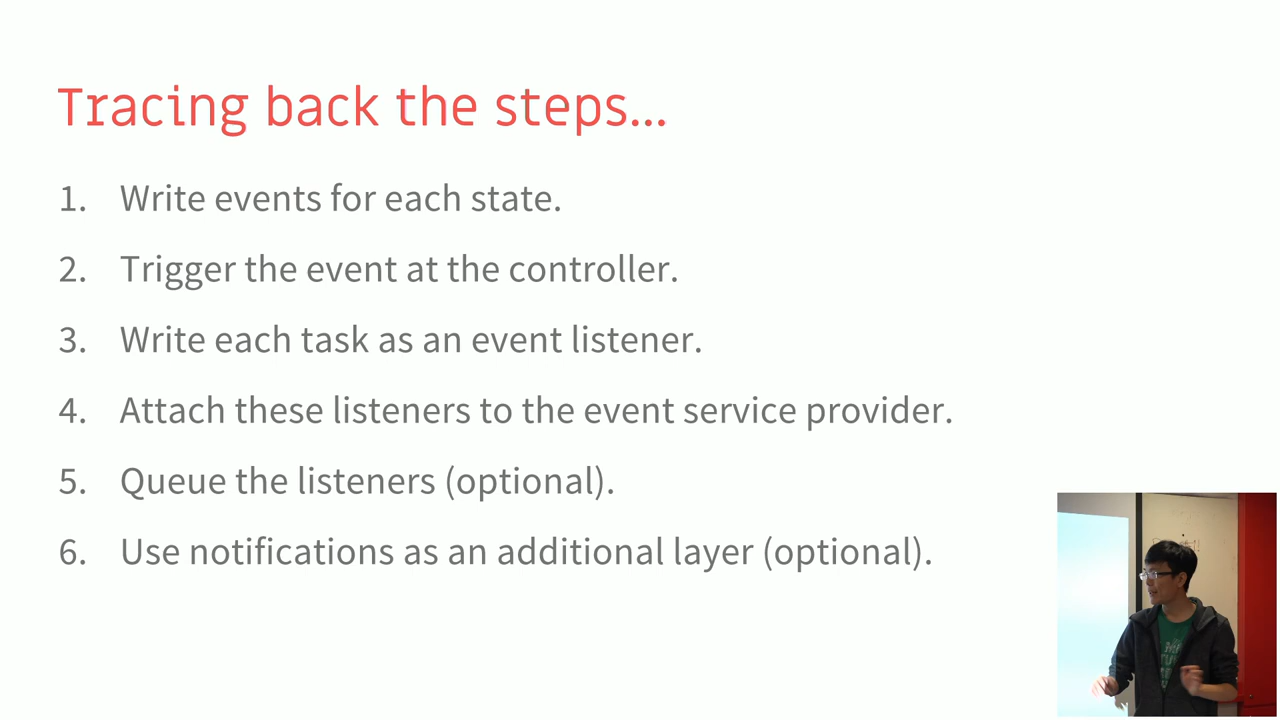 Tracing back the steps...
1. Write events for each state.
2. Trigger the event at the controller.
3. Write each task as an event listener.
4. Attach these listeners to the event service provider.
5. Queue the listeners (optional).
6. Use notifications as an additional layer (optional).